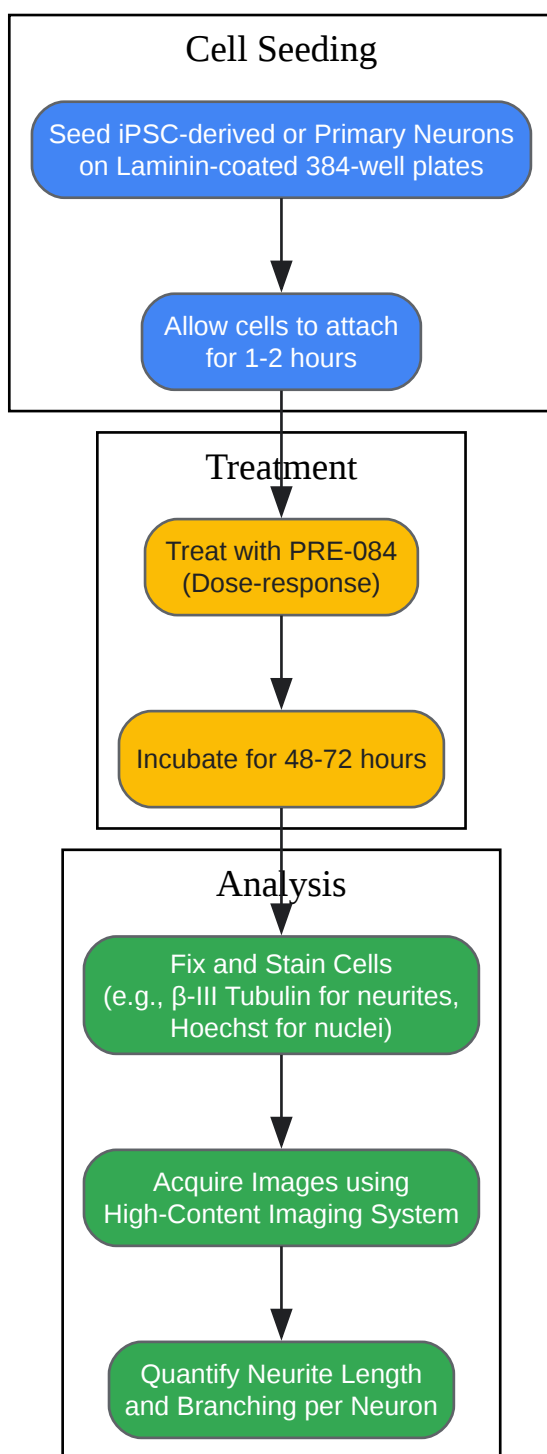 Cell Seeding
Seed iPSC-derived or Primary Neurons
on Laminin-coated 384-well plates
Allow cells to attach
for 1-2 hours
Treatment
Treat with PRE-084
(Dose-response)
Incubate for 48-72 hours
Analysis
Fix and Stain Cells
(e.g., β-III Tubulin for neurites,
Hoechst for nuclei)
Acquire Images using
High-Content Imaging System
Quantify Neurite Length
and Branching per Neuron